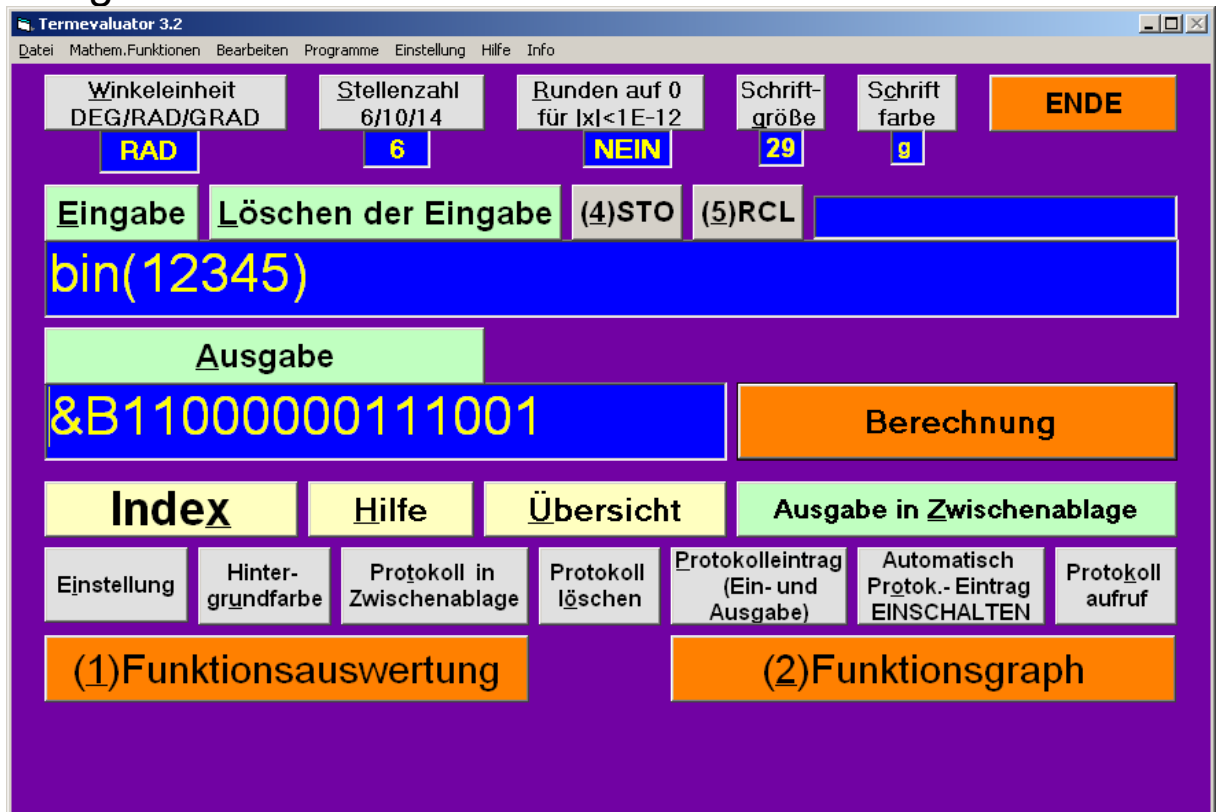 Termevaluator 3.2
Datei Mathem.Funktionen Bearbeiten Programme Einstellung Hilfe Info
Winkeleinheit
DEG/RAD/GRAD
RAD
Stellenzahl
6/10/14
6
Runden auf 0
für |x|<1E-12
NEIN
Schrift-
größe
29
Schrift
farbe
g
ENDE
Eingabe
Löschen der Eingabe
(4)STO
(5)RCL
bin(12345)
Ausgabe
&B11000000111001
Berechnung
Index
Hilfe
Übersicht
Ausgabe in Zwischenablage
Einstellung
Hinter-
grundfarbe
Protokoll in
Zwischenablage
Protokoll
löschen
Protokolleintrag
(Ein- und
Ausgabe)
Automatisch
Protok.- Eintrag
EINSCHALTEN
Protokoll
aufruf
(1)Funktionsauswertung
(2)Funktionsgraph